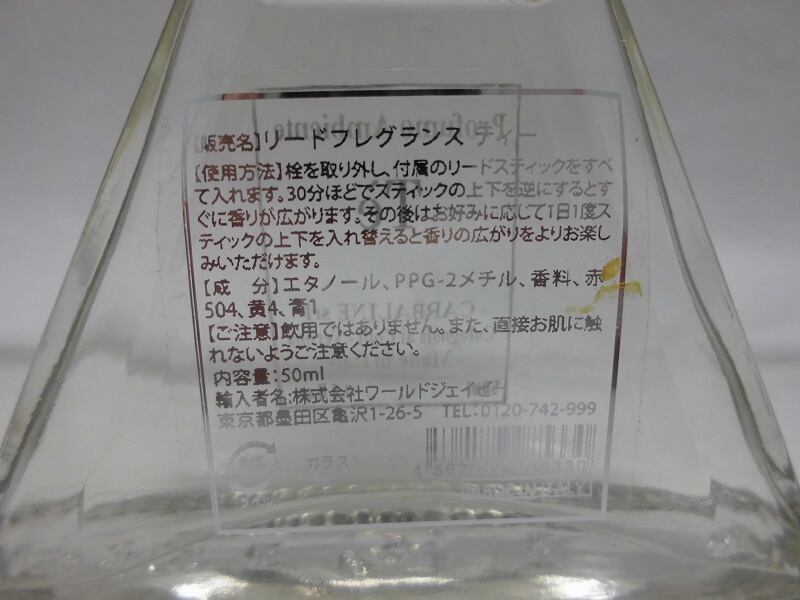 【販売名】リードフレグランス ティー
【使用方法】栓を取り外し、付属のリードスティックをすべ
て入れます。30分ほどでスティックの上下を逆にするとす
ぐに香りが広がります。その後はお好みに応じて1日1度ス
ティックの上下を入れ替えると香りの広がりをよりお楽し
みいただけます。
【成 分】エタノール、PPG-2メチル、香料、赤
504、黄4、青1
【ご注意】飲用ではありません。また、直接お肌に触
れないようご注意ください。
内容量:50ml
輸入者名:株式会社ワールドジェイビー
東京都墨田区亀沢1-26-5 TEL:0120-742-999
ガラス
ラベル
MADE IN ITALY
Profumo Ambiente
Tè
CARRALINE
Made